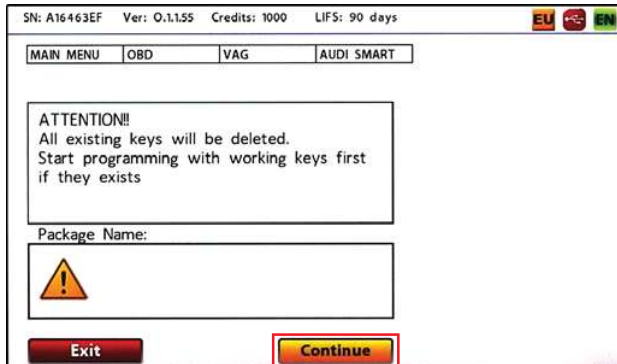 SN: A16463EF Ver: 0.1.1.55 Credits: 1000 LIFS: 90 days EU EN
MAIN MENU OBD VAG AUDI SMART
ATTENTION!!
All existing keys will be deleted.
Start programming with working keys first
if they exists
Package Name:
Exit Continue